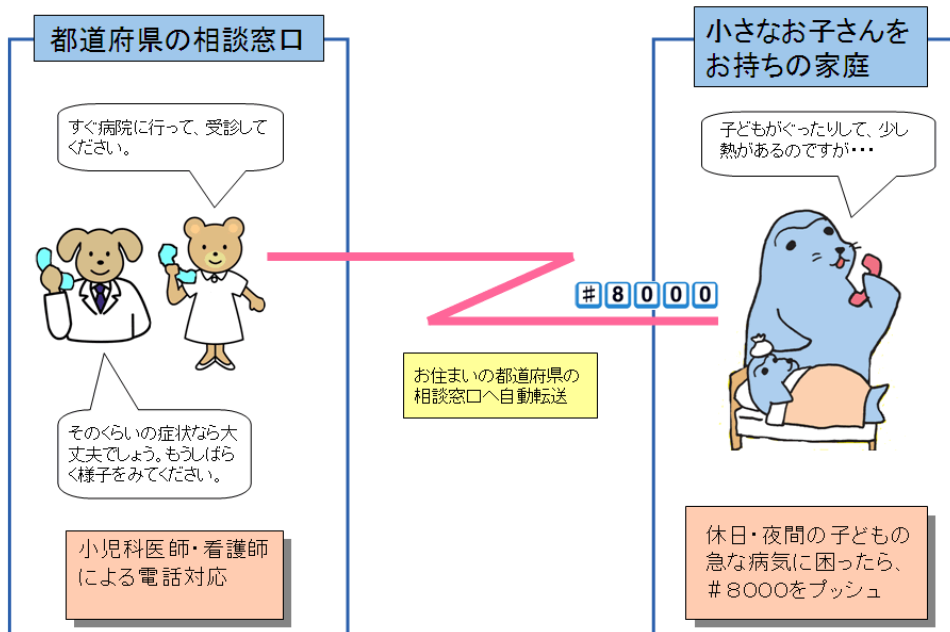 都道府県の相談窓口
すぐ病院に行って、受診して
ください。
そのくらいの症状なら大
丈夫でしょう。もうしばら
く様子をみてください。
小児科医師・看護師
による電話対応
#8000
お住まいの都道府県の
相談窓口へ自動転送
小さなお子さんを
お持ちの家庭
子どもがぐったりして、少し
熱があるのですが・・・
休日・夜間の子どもの
急な病気に困ったら、
＃８０００をプッシュ